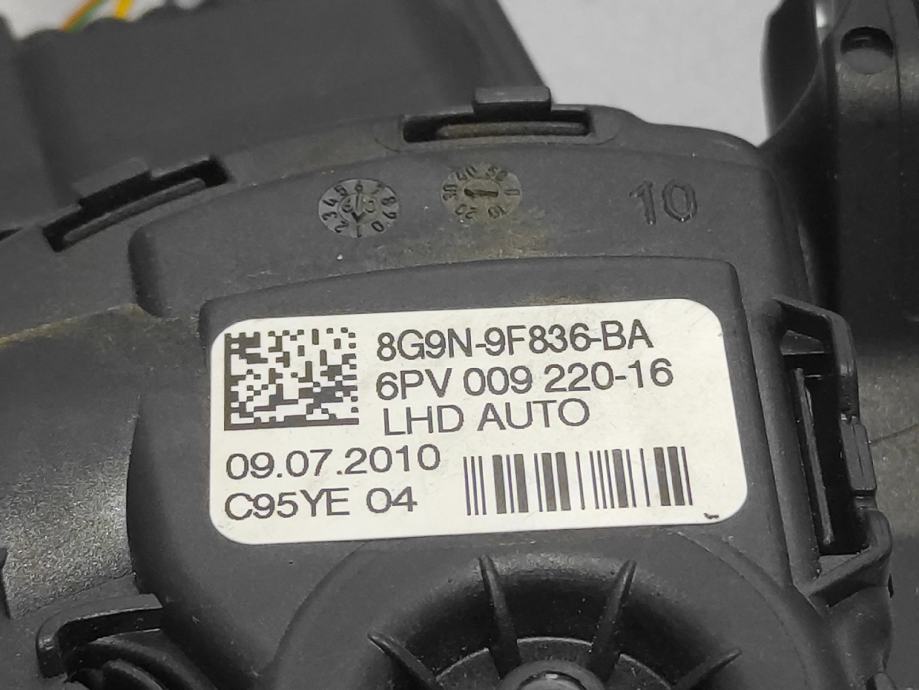 10
8G9N-9F836-BA
6PV 009 220-16
LHD AUTO
09.07.2010
C95YE 04